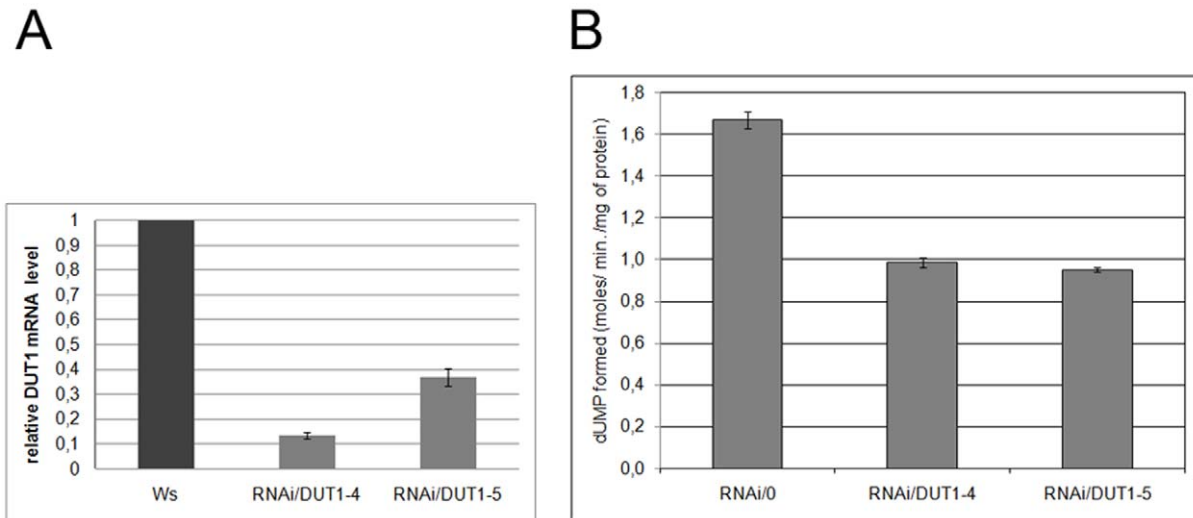 A
relative DUT1 mRNA level
1
0,9
0,8
0,7
0,6
0,5
0,4
0,3
0,2
0,1
0
Ws
RNAi/DUT1-4
RNAi/DUT1-5
B
dUMP formed (moles/ min./mg of protein)
1,8
1,6
1,4
1,2
1,0
0,8
0,6
0,4
0,2
0,0
RNAi/0
RNAi/DUT1-4
RNAi/DUT1-5